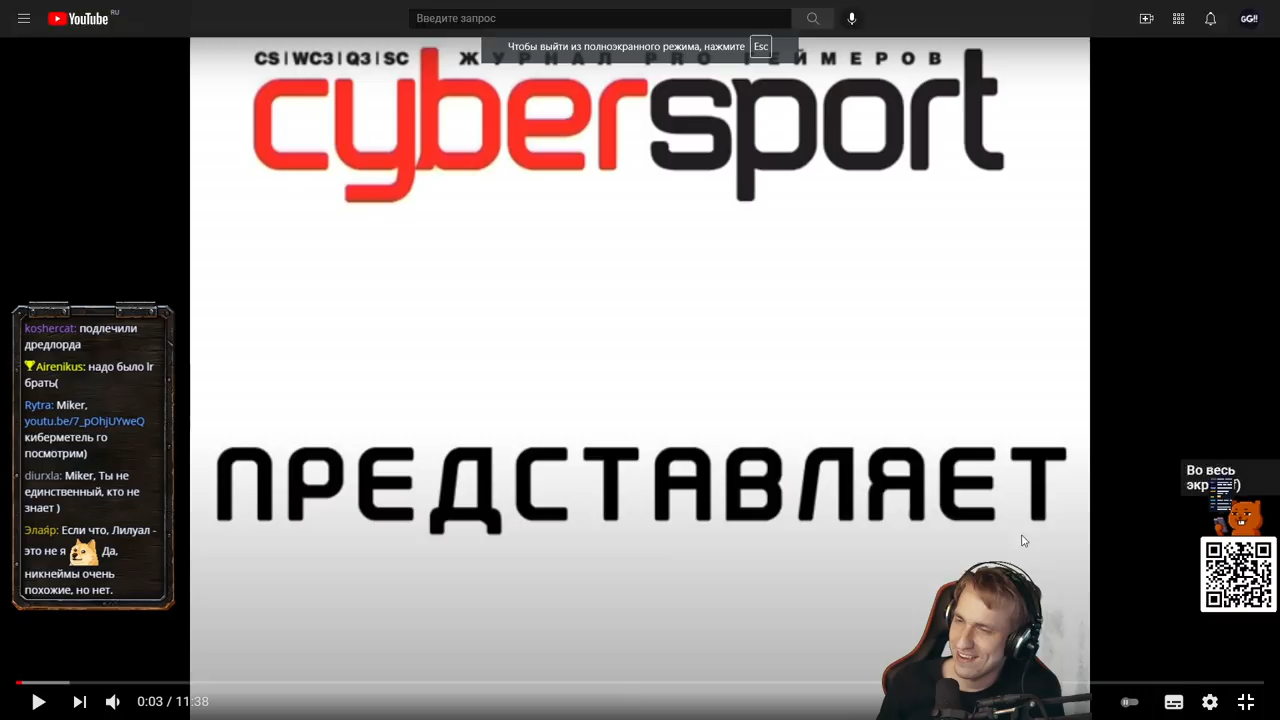 YouTube RU
Введите запрос
GG!!
Чтобы выйти из полноэкранного режима, нажмите Esc
CS|WC3|Q3|SC ЖУРНАЛ PRO ГЕЙМЕРОВ
cybersport
ПРЕДСТАВЛЯЕТ
koshercat: подлечили
дредлорда
Airenikus: надо было lr
брать(
Rytra: Miker,
youtu.be/7_pOhjUYweQ
киберметель го
посмотрим)
diurxla: Miker, Ты не
единственный, кто не
знает )
Элаяр: Если что, Лилуал -
это не я Да,
никнеймы очень
похожие, но нет.
Во весь
0:03 / 11:38